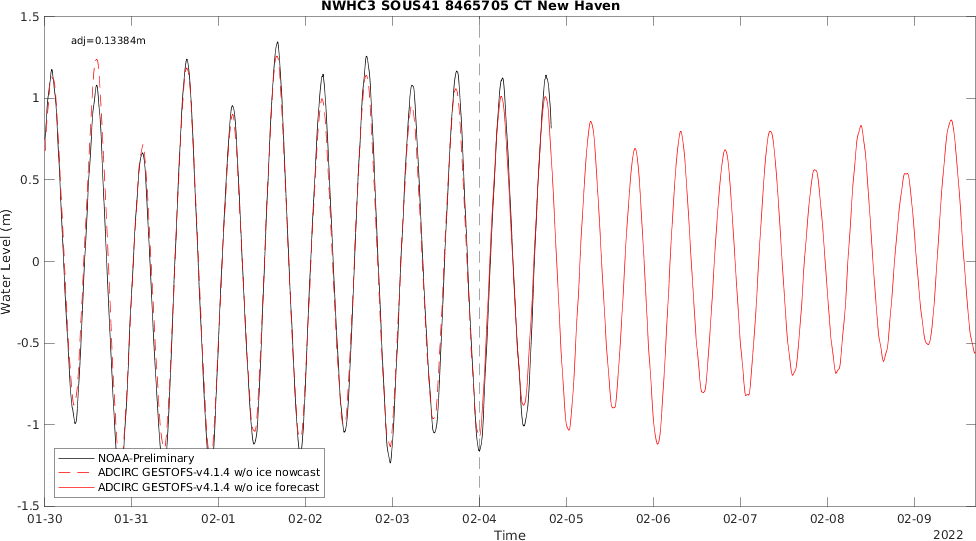 NWHC3 SOUS41 8465705 CT New Haven
adj=0.13384m
1.5
1
0.5
0
-0.5
-1
-1.5
Water Level (m)
NOAA-Preliminary
ADCIRC GESTOFS-v4.1.4 w/o ice nowcast
ADCIRC GESTOFS-v4.1.4 w/o ice forecast
01-30 01-31 02-01 02-02 02-03 02-04 02-05 02-06 02-07 02-08 02-09
Time
2022